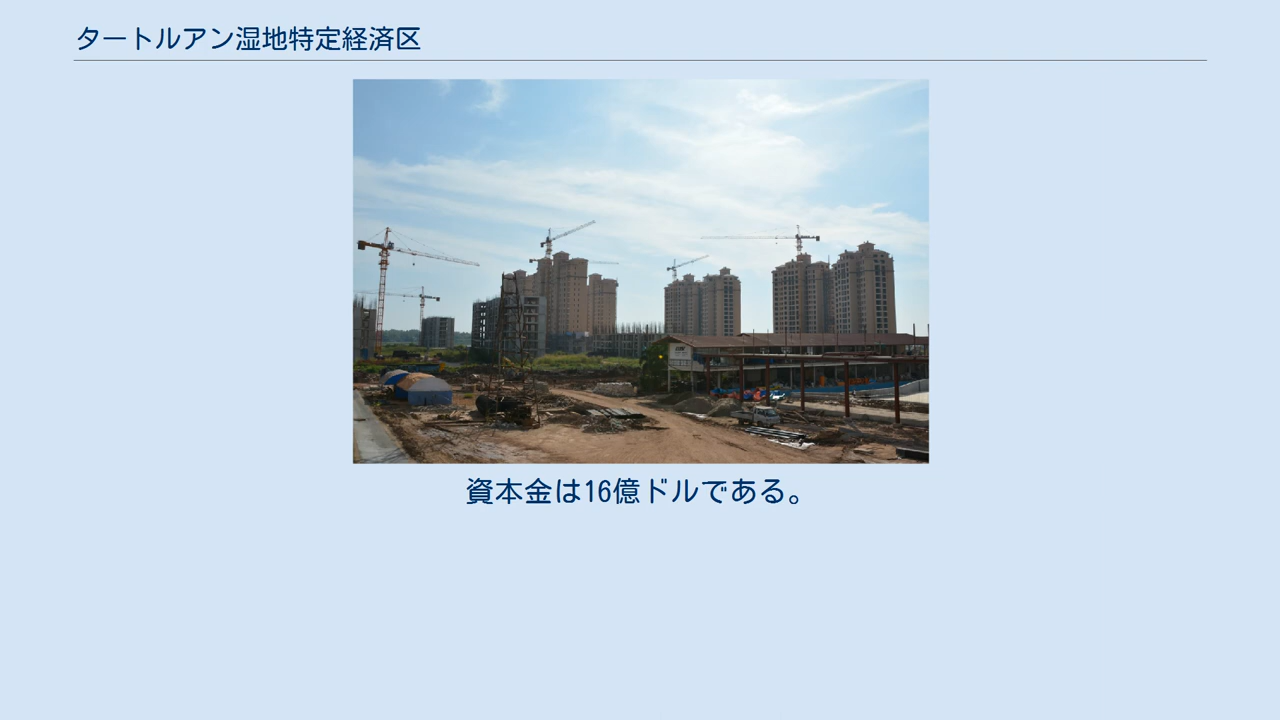 タートルアン湿地特定経済区
資本金は16億ドルである。